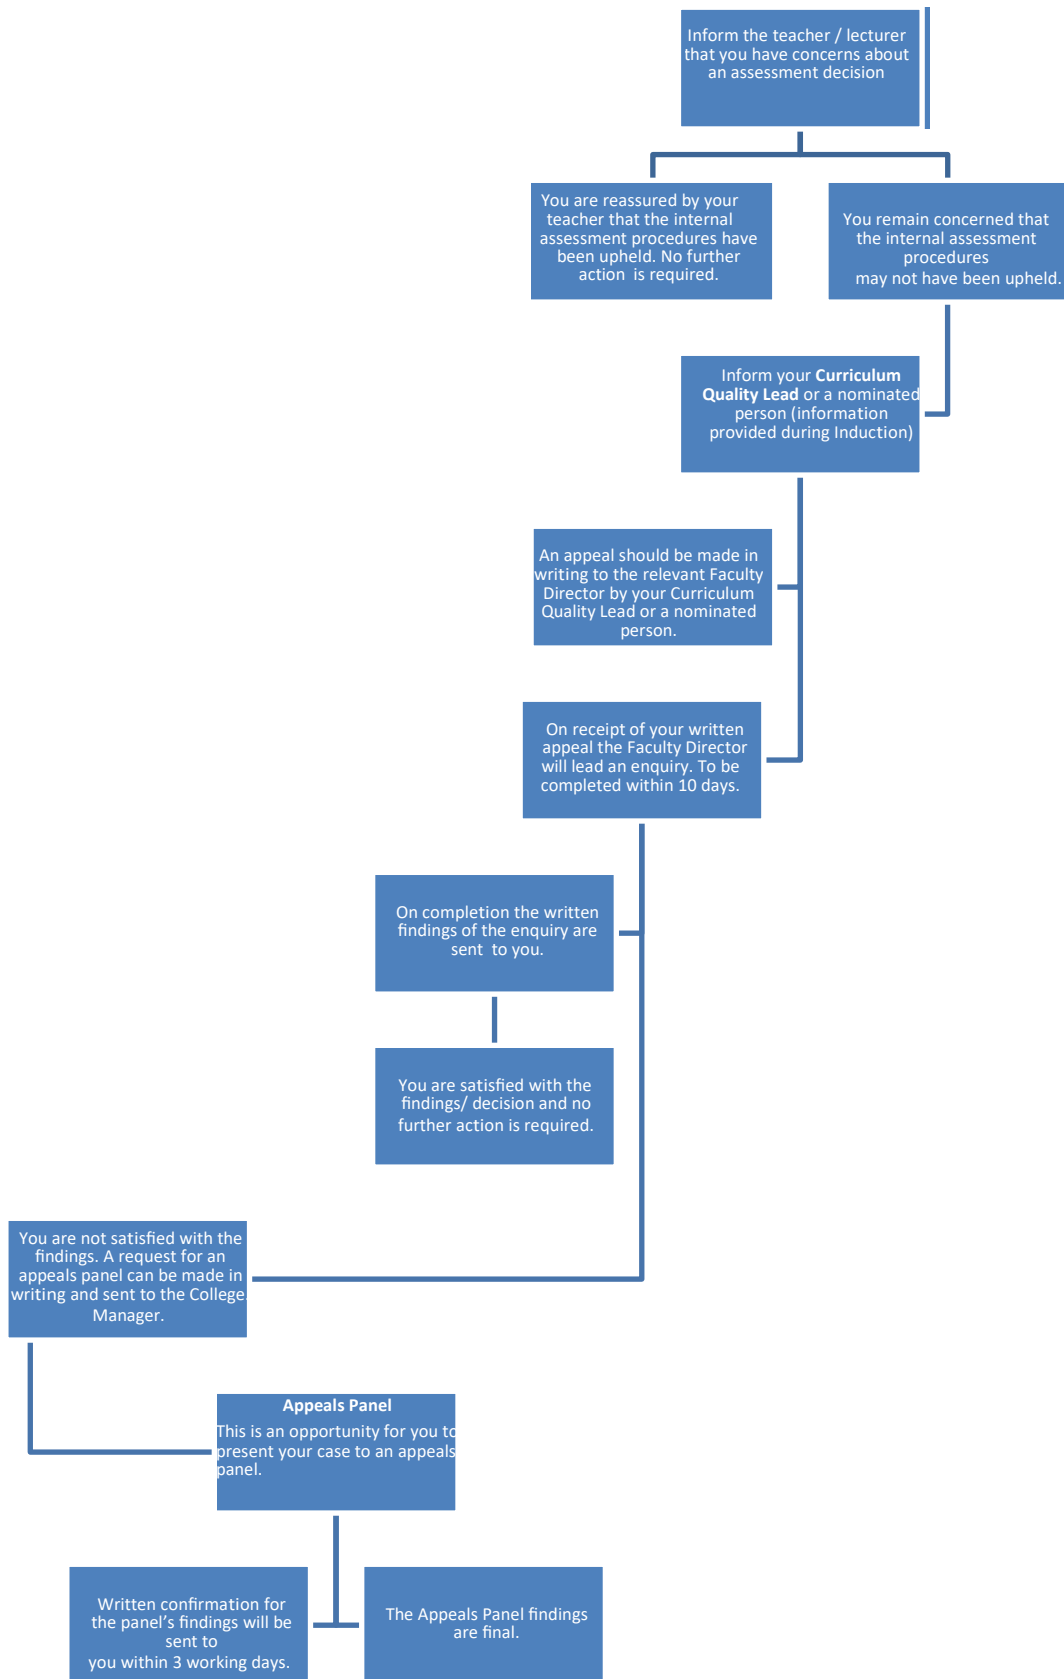 Inform the teacher / lecturer
that you have concerns about
an assessment decision
You are reassured by your
teacher that the internal
assessment procedures have
been upheld. No further
action is required.
You remain concerned that
the internal assessment
procedures
may not have been upheld.
Inform your Curriculum
Quality Lead or a nominated
person (information
provided during Induction)
An appeal should be made in
writing to the relevant Faculty
Director by your Curriculum
Quality Lead or a nominated
person.
On receipt of your written
appeal the Faculty Director
will lead an enquiry. To be
completed within 10 days.
On completion the written
findings of the enquiry are
sent to you.
You are satisfied with the
findings/ decision and no
further action is required.
You are not satisfied with the
findings. A request for an
appeals panel can be made in
writing and sent to the College
Manager.
Appeals Panel
This is an opportunity for you to
present your case to an appeals
panel.
Written confirmation for
the panel’s findings will be
sent to
you within 3 working days.
The Appeals Panel findings
are final.